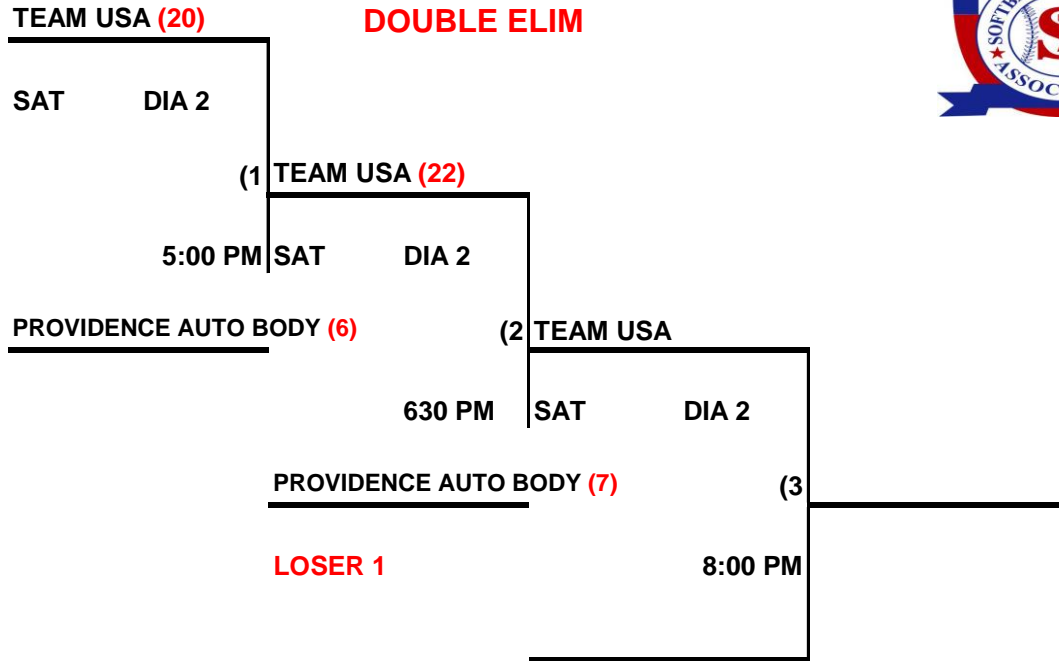 TEAM USA (20)
DOUBLE ELIM
SAT DIA 2
(1 TEAM USA (22)
5:00 PM SAT DIA 2
PROVIDENCE AUTO BODY (6)
(2 TEAM USA
630 PM SAT DIA 2
PROVIDENCE AUTO BODY (7)
(3
LOSER 1
8:00 PM